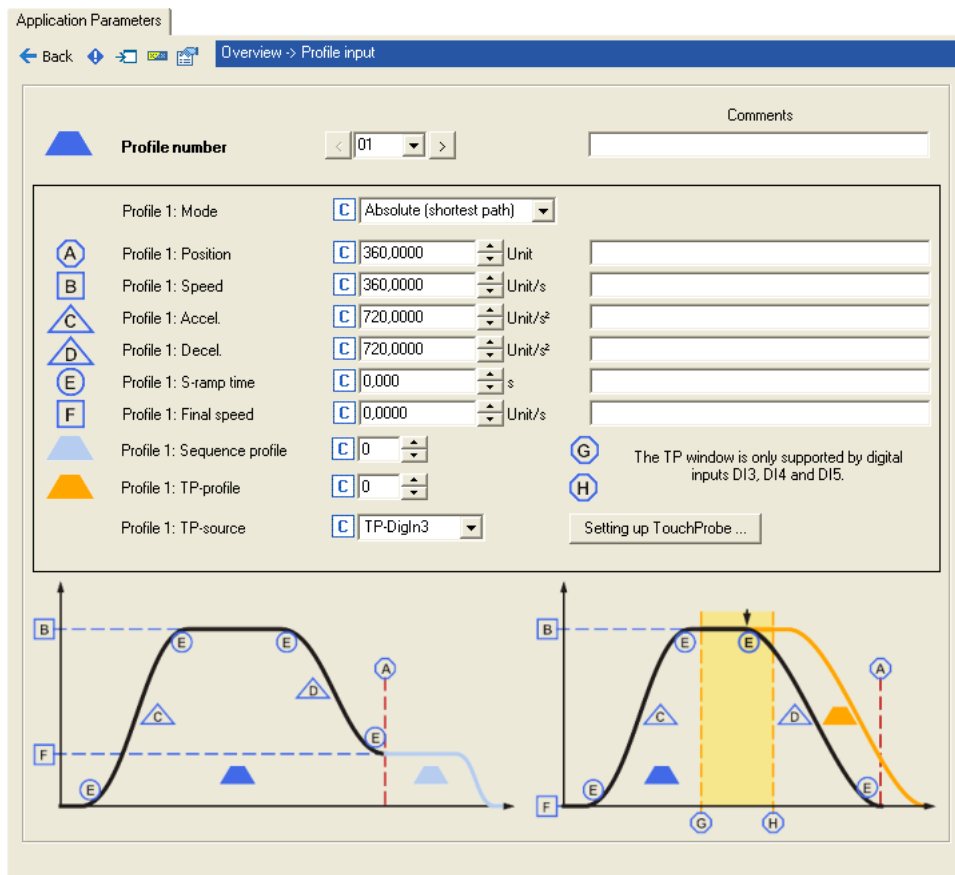 Application Parameters
Back
Overview -> Profile input
Comments
Profile number < 01 >
Profile 1: Mode C Absolute (shortest path)
A Profile 1: Position C 360,0000 Unit
B Profile 1: Speed C 360,0000 Unit/s
C Profile 1: Accel. C 720,0000 Unit/s²
D Profile 1: Decel. C 720,0000 Unit/s²
E Profile 1: S-ramp time C 0,000 s
F Profile 1: Final speed C 0,0000 Unit/s
Profile 1: Sequence profile C 0
G
H
The TP window is only supported by digital
inputs DI3, DI4 and DI5.
Profile 1: TP-profile C 0
Profile 1: TP-source C TP-DigIn3
Setting up TouchProbe ...
B E E A
C D
F E
E
B E E A
C D
E E
F
G H